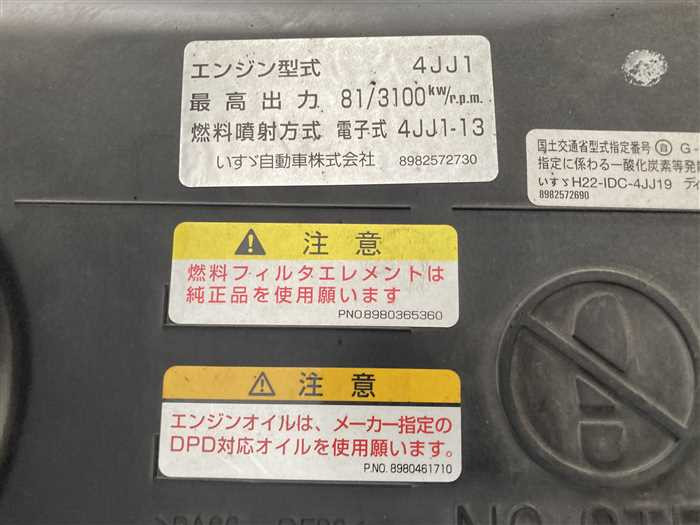 エンジン型式 4JJ1
最高出力 81/3100kw/r.p.m.
燃料噴射方式 電子式 4JJ1-13
いすゞ自動車株式会社 8982572730
国土交通省型式指定番号 自 G-
指定に係わる一酸化炭素等発
いすゞH22-IDC-4JJ19 ディ
8982572690
注意
燃料フィルタエレメントは
純正品を使用願います
PNO.8980365360
注意
エンジンオイルは、メーカー指定の
DPD対応オイルを使用願います。
P.NO. 8980461710